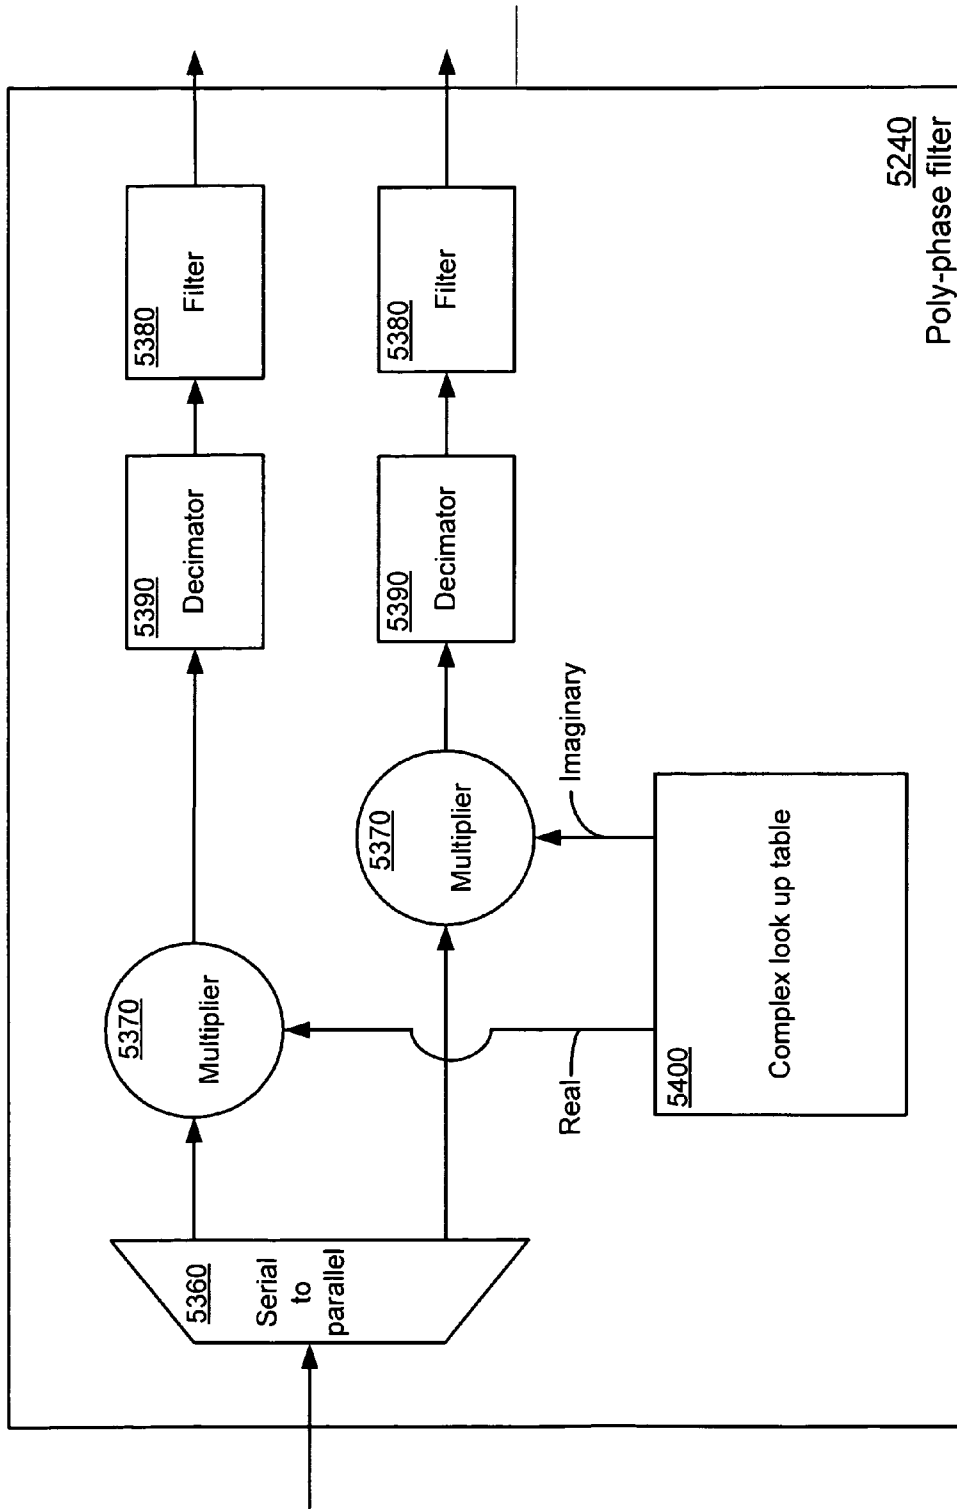 5360
Serial
to
parallel
5370
Multiplier
5390
Decimator
5380
Filter
5370
Multiplier
5390
Decimator
5380
Filter
Real
Imaginary
5400
Complex look up table
5240
Poly-phase filter